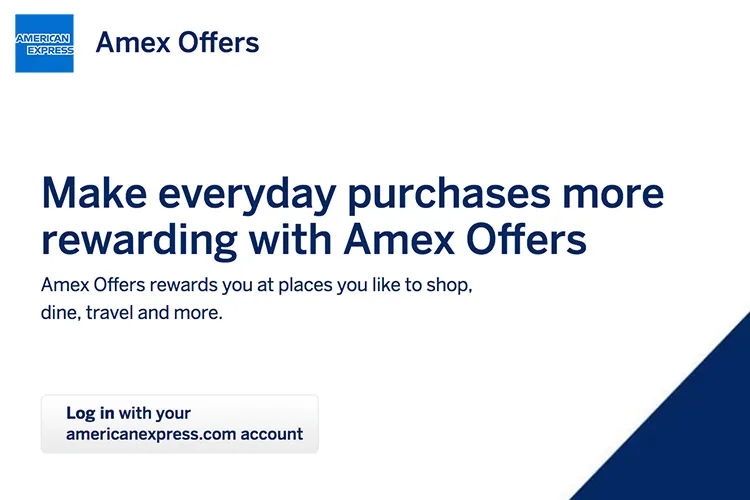 AMERICAN
EXPRESS
Amex Offers
Make everyday purchases more
rewarding with Amex Offers
Amex Offers rewards you at places you like to shop,
dine, travel and more.
Log in with your
americanexpress.com account